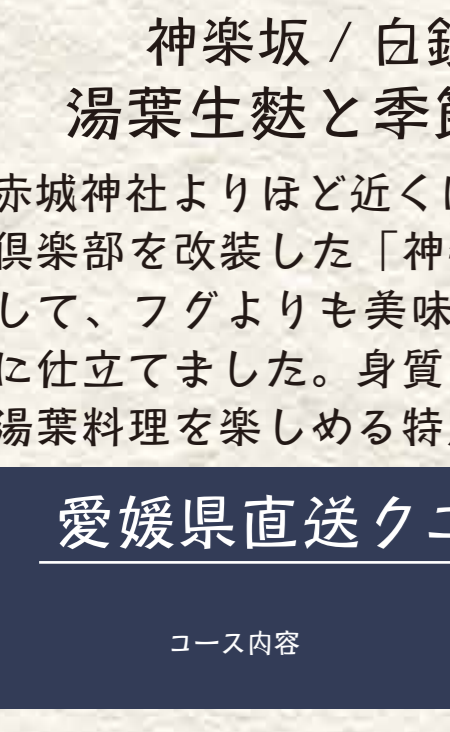 神楽坂 / 白銀
湯葉生麩と季節
赤城神社よりほど近く
倶楽部を改装した「神
して、フグよりも美味
に仕立てました。身質
湯葉料理を楽しめる特
愛媛県直送クエ
コース内容